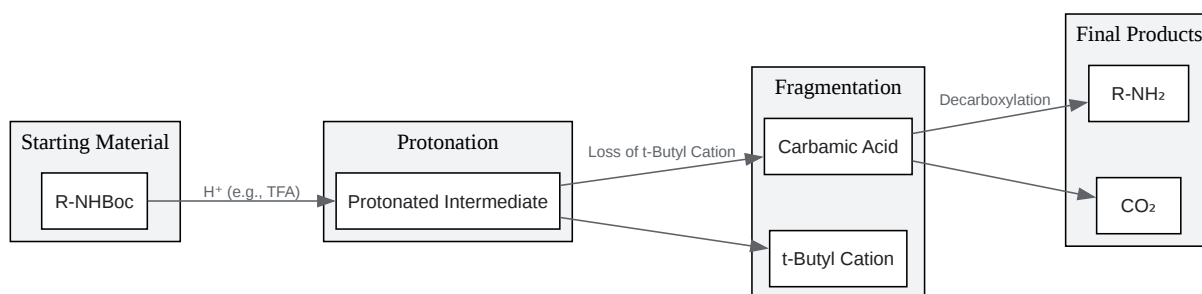 Starting Material
R-NHBoc
H⁺ (e.g., TFA)
Protonation
Protonated Intermediate
Loss of t-Butyl Cation
Fragmentation
Carbamic Acid
t-Butyl Cation
Decarboxylation
Final Products
R-NH₂
CO₂